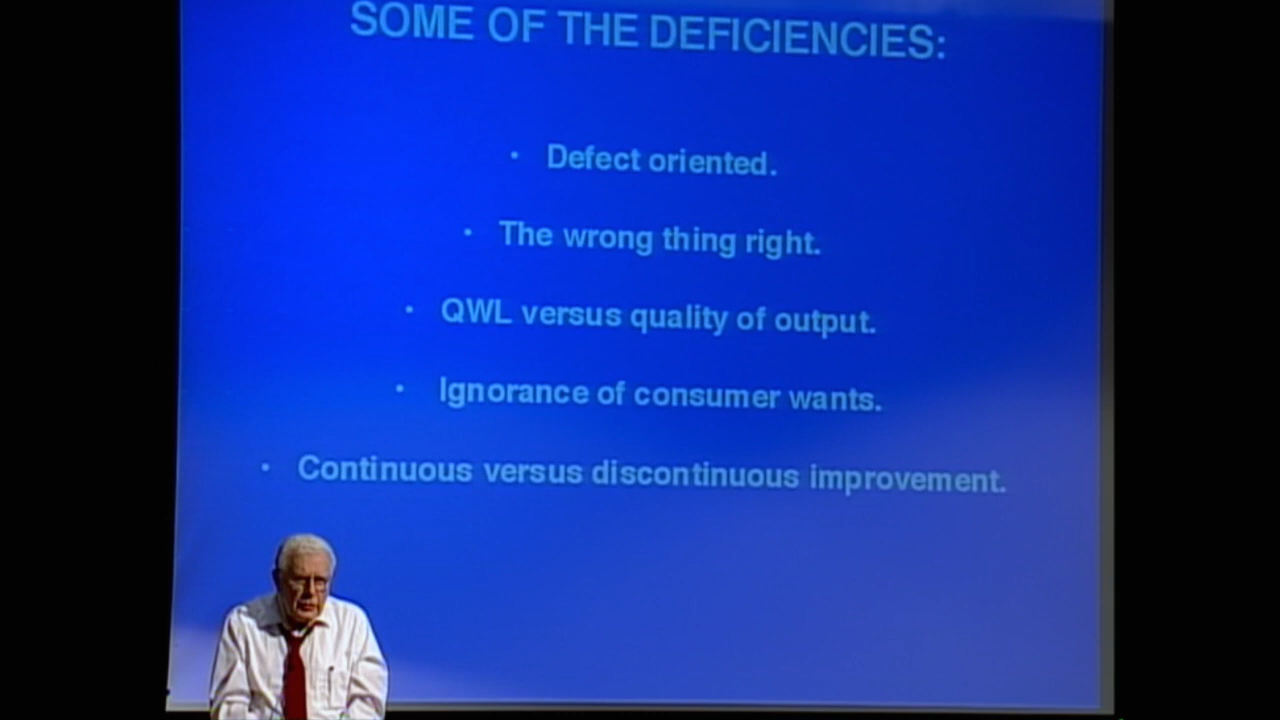 SOME OF THE DEFICIENCIES:
• Defect oriented.
• The wrong thing right.
• QWL versus quality of output.
• Ignorance of consumer wants.
• Continuous versus discontinuous improvement.